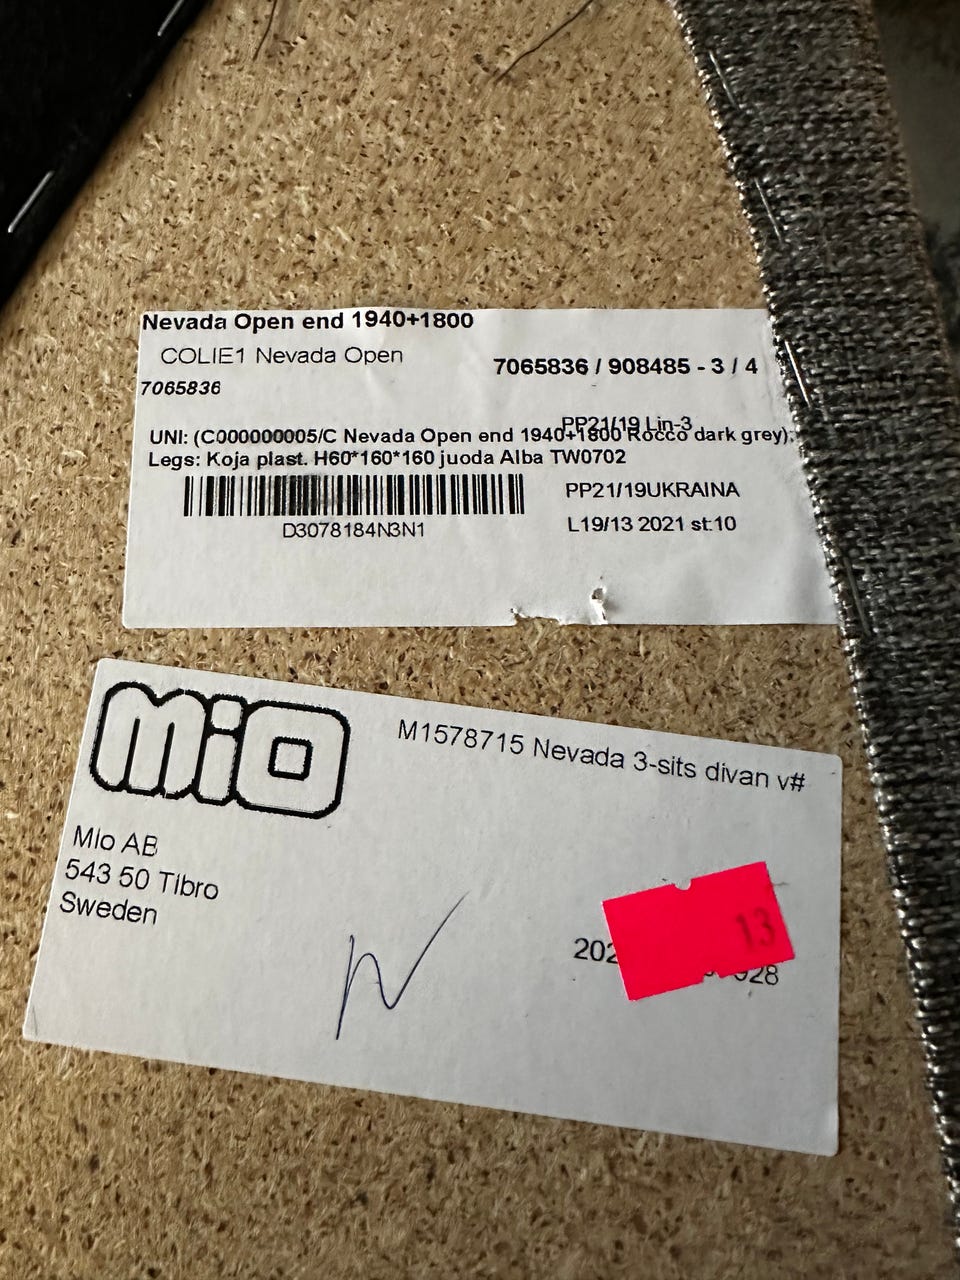 Nevada Open end 1940+1800
COLIE1 Nevada Open
7065836 / 908485 - 3 / 4
7065836
PP21/19 Lin-3
UNI: (C000000005/C Nevada Open end 1940+1800 Rocco dark grey);
Legs: Koja plast. H60*160*160 juoda Alba TW0702
PP21/19UKRAINA
D3078184N3N1
L19/13 2021 st:10
mio
M1578715 Nevada 3-sits divan v#
Mio AB
543 50 Tibro
Sweden
13